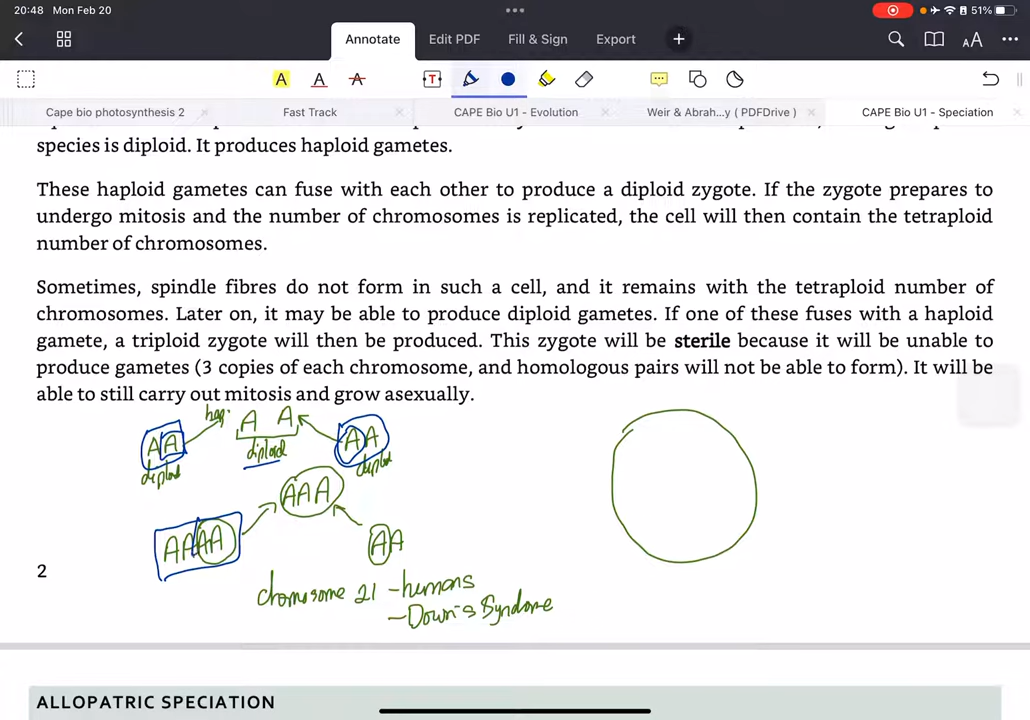 20:48 Mon Feb 20
51%
Annotate Edit PDF Fill & Sign Export
AA
T
A A T
Cape bio photosynthesis 2 Fast Track CAPE Bio U1 - Evolution Weir & Abrah...y ( PDFDrive ) CAPE Bio U1 - Speciation
species is diploid. It produces haploid gametes.
These haploid gametes can fuse with each other to produce a diploid zygote. If the zygote prepares to
undergo mitosis and the number of chromosomes is replicated, the cell will then contain the tetraploid
number of chromosomes.
Sometimes, spindle fibres do not form in such a cell, and it remains with the tetraploid number of
chromosomes. Later on, it may be able to produce diploid gametes. If one of these fuses with a haploid
gamete, a triploid zygote will then be produced. This zygote will be sterile because it will be unable to
produce gametes (3 copies of each chromosome, and homologous pairs will not be able to form). It will be
able to still carry out mitosis and grow asexually.
hap. A A
AA AA
diploid diploid
AAA
AAAA AA
2
chomosome 21 - humans
- Down's Syndome
ALLOPATRIC SPECIATION